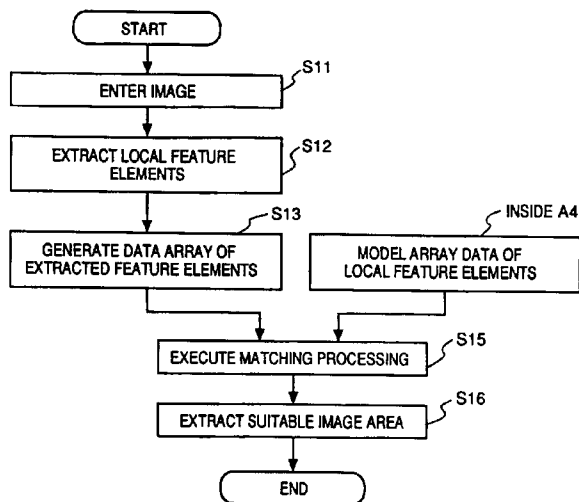 START
S11
ENTER IMAGE
S12
EXTRACT LOCAL FEATURE
ELEMENTS
S13
GENERATE DATA ARRAY OF
EXTRACTED FEATURE ELEMENTS
INSIDE A4
MODEL ARRAY DATA OF
LOCAL FEATURE ELEMENTS
S15
EXECUTE MATCHING PROCESSING
S16
EXTRACT SUITABLE IMAGE AREA
END